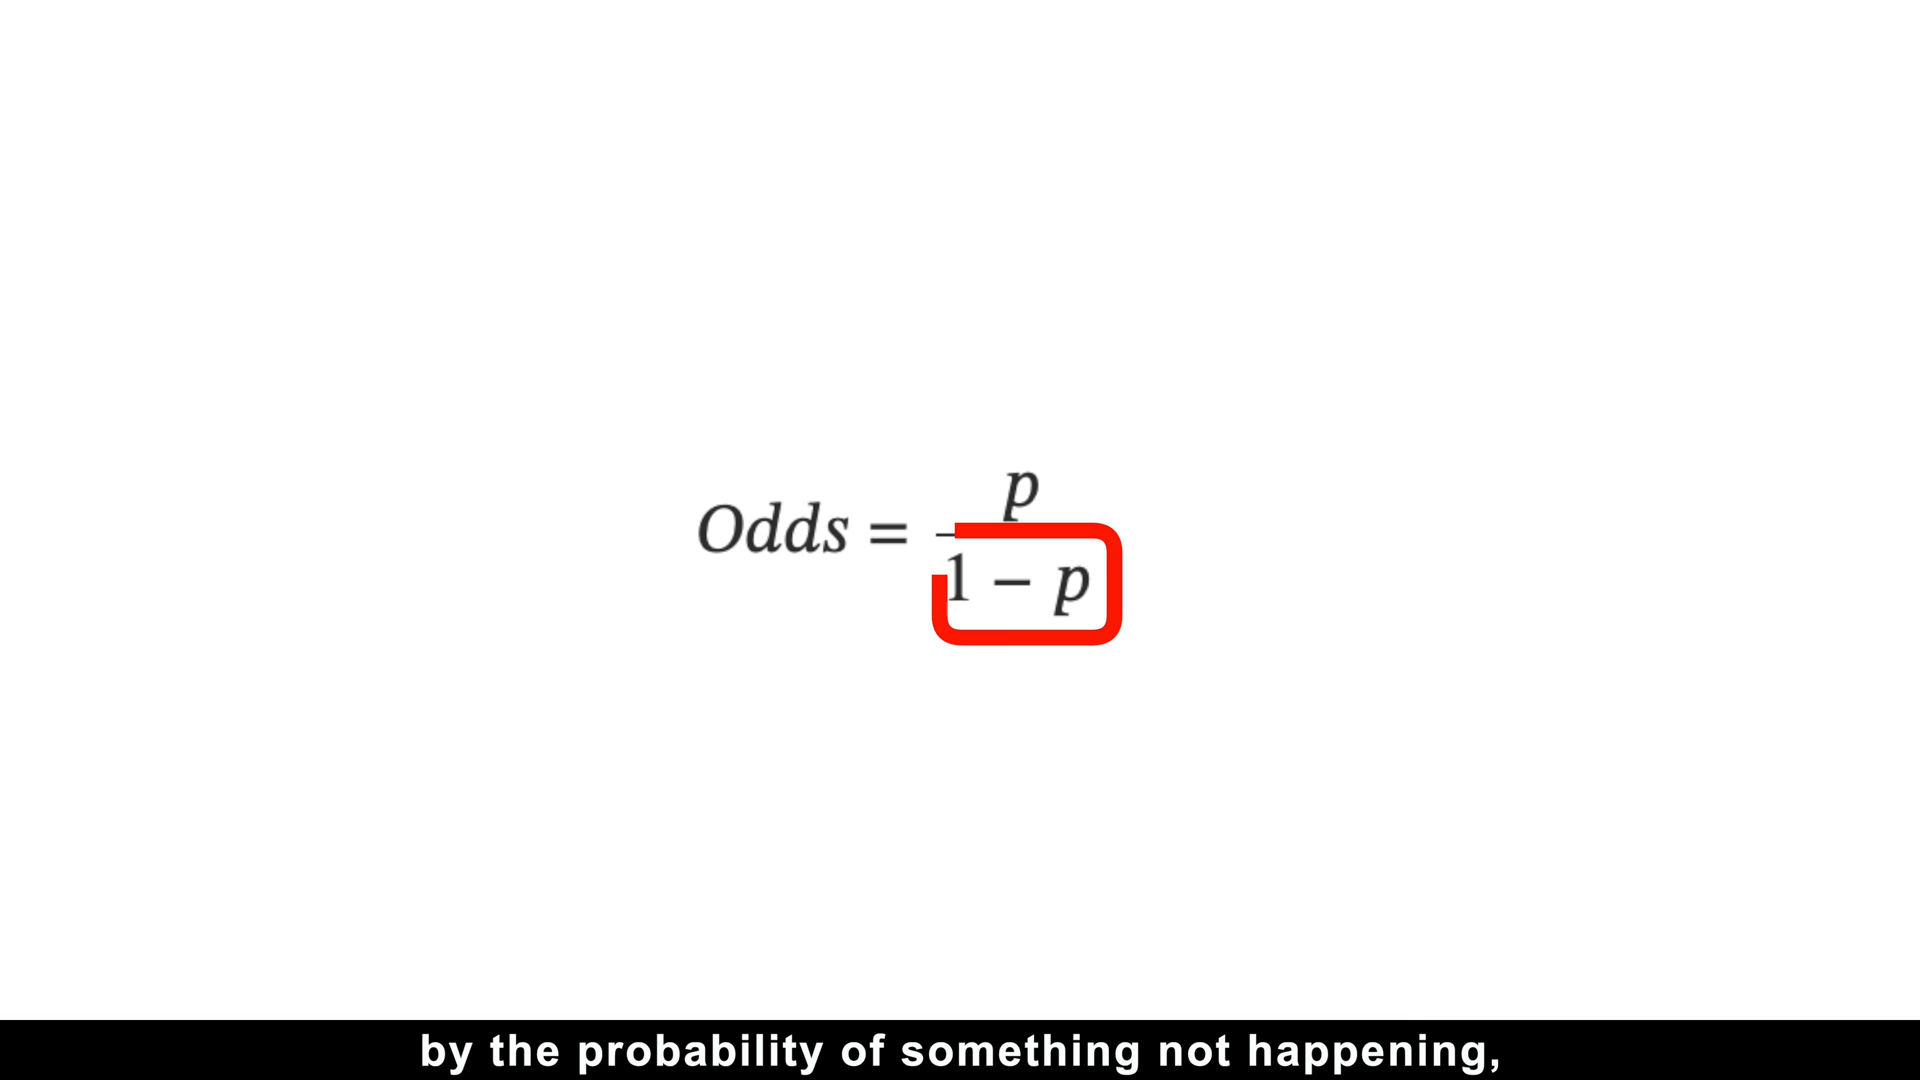 Odds = p / 1 − p
by the probability of something not happening,